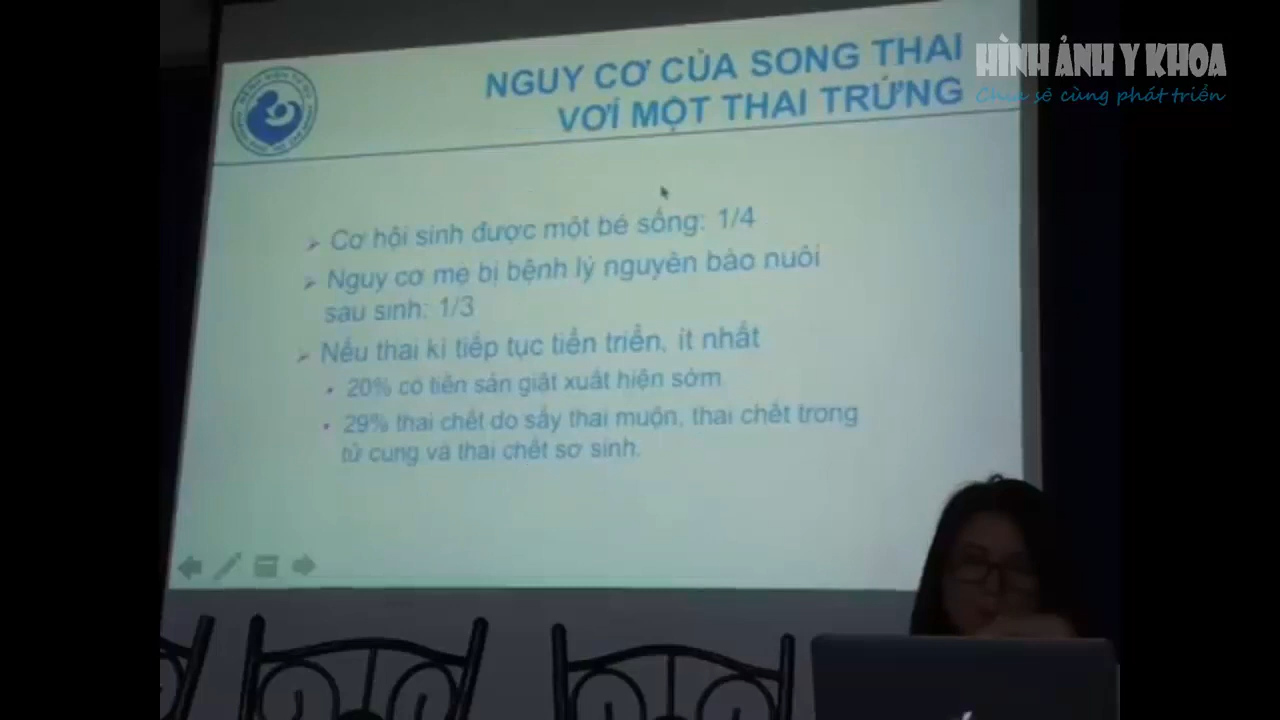 HÌNH ẢNH Y KHOA
Chia sẻ cùng phát triển
NGUY CƠ CỦA SONG THAI
VỚI MỘT THAI TRỨNG
Cơ hội sinh được một bé sống: 1/4
Nguy cơ mẹ bị bệnh lý nguyên bào nuôi
sau sinh: 1/3
Nếu thai kì tiếp tục tiến triển, ít nhất
20% có tiền sản giật xuất hiện sớm
29% thai chết do sẩy thai muộn, thai chết trong
tử cung và thai chết sơ sinh.